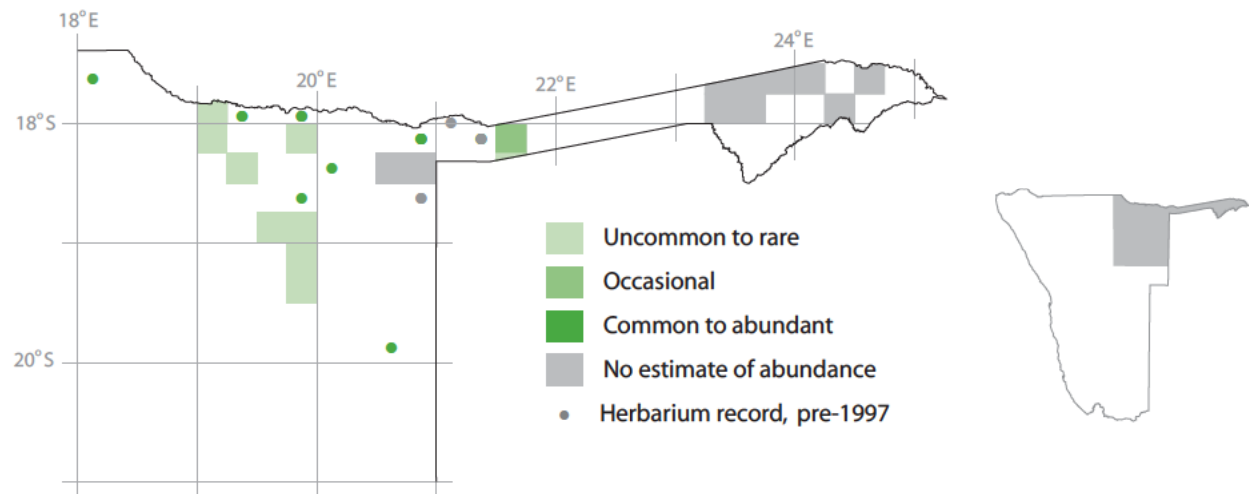 18°E
20°E
22°E
24°E
18°S
20°S
Uncommon to rare
Occasional
Common to abundant
No estimate of abundance
Herbarium record, pre-1997